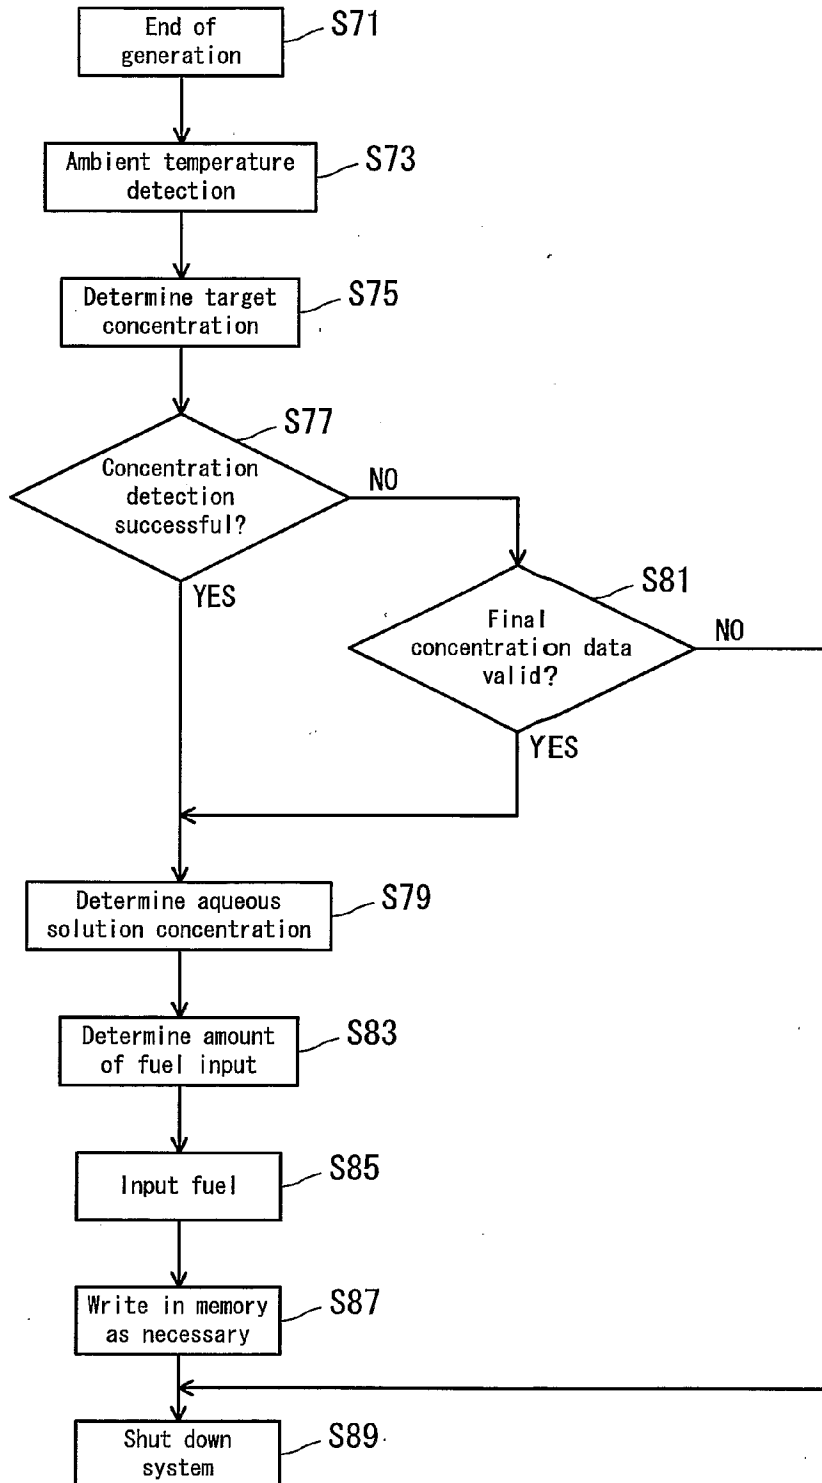 End of
generation
S71
Ambient temperature
detection
S73
Determine target
concentration
S75
Concentration
detection
successful?
S77
NO
YES
Final
concentration data
valid?
S81
NO
YES
Determine aqueous
solution concentration
S79
Determine amount
of fuel input
S83
Input fuel
S85
Write in memory
as necessary
S87
Shut down
system
S89